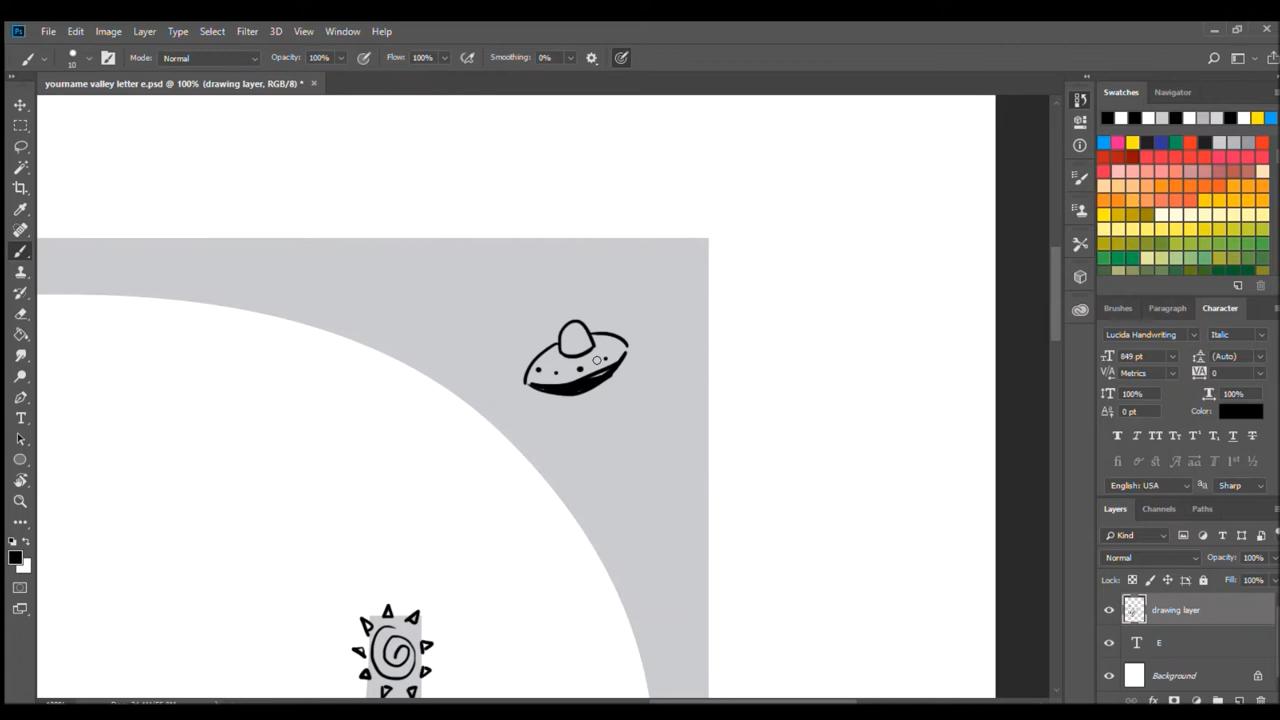 Ps File Edit Image Layer Type Select Filter 3D View Window Help
10 Mode: Normal Opacity: 100% Flow: 100% Smoothing: 0%
yourname valley letter e.psd @ 100% (drawing layer, RGB/8) *
Swatches Navigator
Brushes Paragraph Character
Lucida Handwriting Italic
849 pt (Auto)
Metrics 0
100% 100%
0 pt Color:
English: USA Sharp
Layers Channels Paths
Kind
Normal Opacity: 100%
Lock: Fill: 100%
drawing layer
E
Background